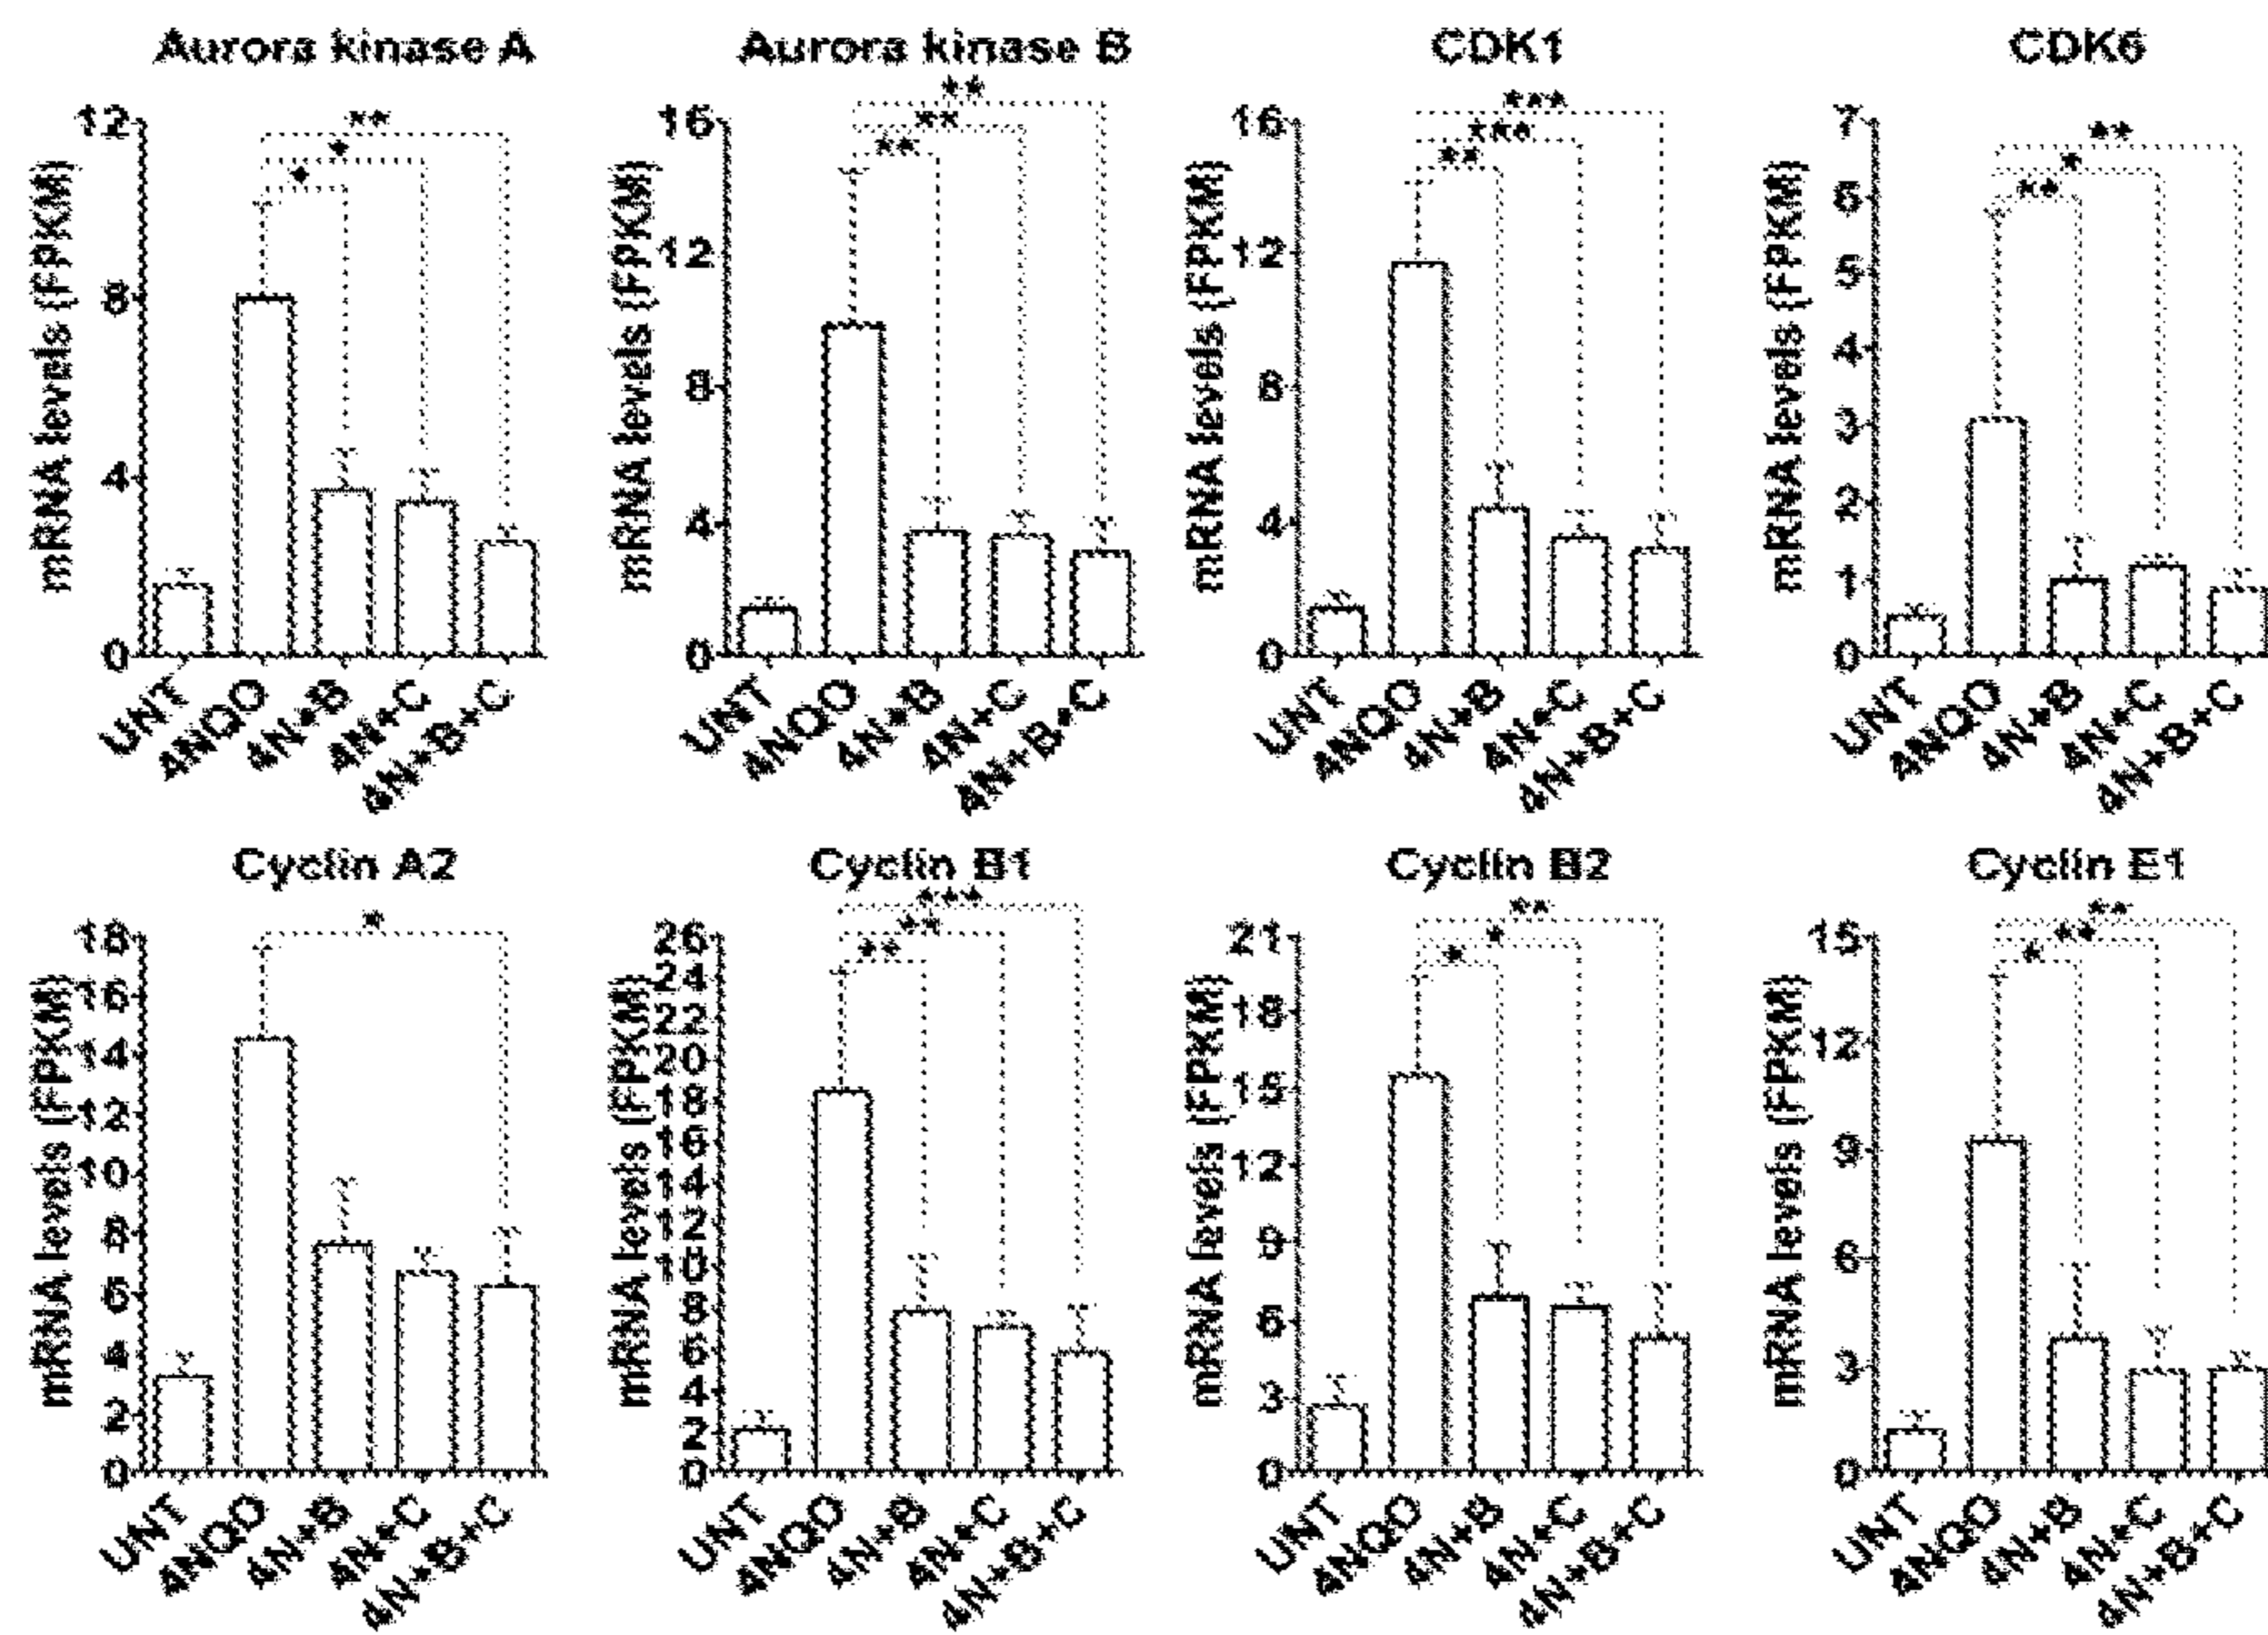 Aurora kinase A
**
*
*
mRNA levels (FPKM)
12
8
4
0
UNT
4NQO
4N+B
4N+C
4N+B+C
Aurora kinase B
**
**
**
mRNA levels (FPKM)
16
12
8
4
0
UNT
4NQO
4N+B
4N+C
4N+B+C
CDK1
***
***
**
mRNA levels (FPKM)
16
12
8
4
0
UNT
4NQO
4N+B
4N+C
4N+B+C
CDK6
**
*
**
mRNA levels (FPKM)
7
6
5
4
3
2
1
0
UNT
4NQO
4N+B
4N+C
4N+B+C
Cyclin A2
*
mRNA levels (FPKM)
18
16
14
12
10
8
6
4
2
0
UNT
4NQO
4N+B
4N+C
4N+B+C
Cyclin B1
***
**
**
mRNA levels (FPKM)
26
24
22
20
18
16
14
12
10
8
6
4
2
0
UNT
4NQO
4N+B
4N+C
4N+B+C
Cyclin B2
**
*
*
mRNA levels (FPKM)
21
18
15
12
9
6
3
0
UNT
4NQO
4N+B
4N+C
4N+B+C
Cyclin E1
**
**
*
mRNA levels (FPKM)
15
12
9
6
3
0
UNT
4NQO
4N+B
4N+C
4N+B+C